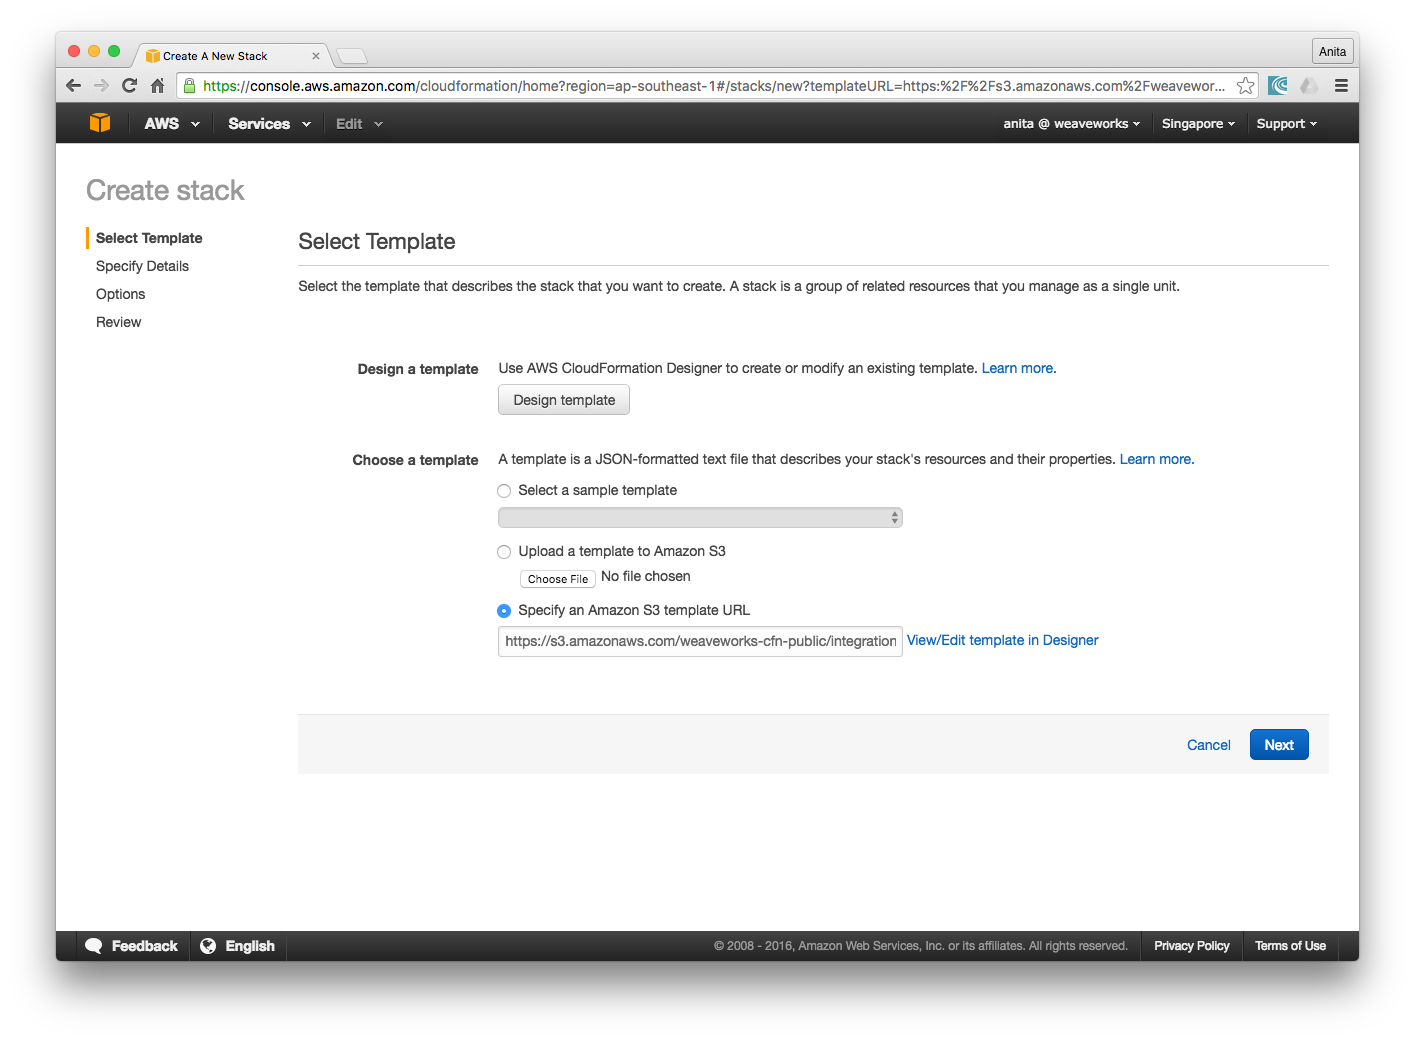 Create A New Stack
Anita
https://console.aws.amazon.com/cloudformation/home?region=ap-southeast-1#/stacks/new?templateURL=https:%2F%2Fs3.amazonaws.com%2Fweavewor...
AWS Services Edit anita @ weaveworks Singapore Support
Create stack
Select Template
Specify Details
Options
Review
Select Template
Select the template that describes the stack that you want to create. A stack is a group of related resources that you manage as a single unit.
Design a template Use AWS CloudFormation Designer to create or modify an existing template. Learn more.
Design template
Choose a template A template is a JSON-formatted text file that describes your stack's resources and their properties. Learn more.
Select a sample template
Upload a template to Amazon S3
Choose File No file chosen
Specify an Amazon S3 template URL
https://s3.amazonaws.com/weaveworks-cfn-public/integration View/Edit template in Designer
Cancel Next
Feedback English © 2008 - 2016, Amazon Web Services, Inc. or its affiliates. All rights reserved. Privacy Policy Terms of Use